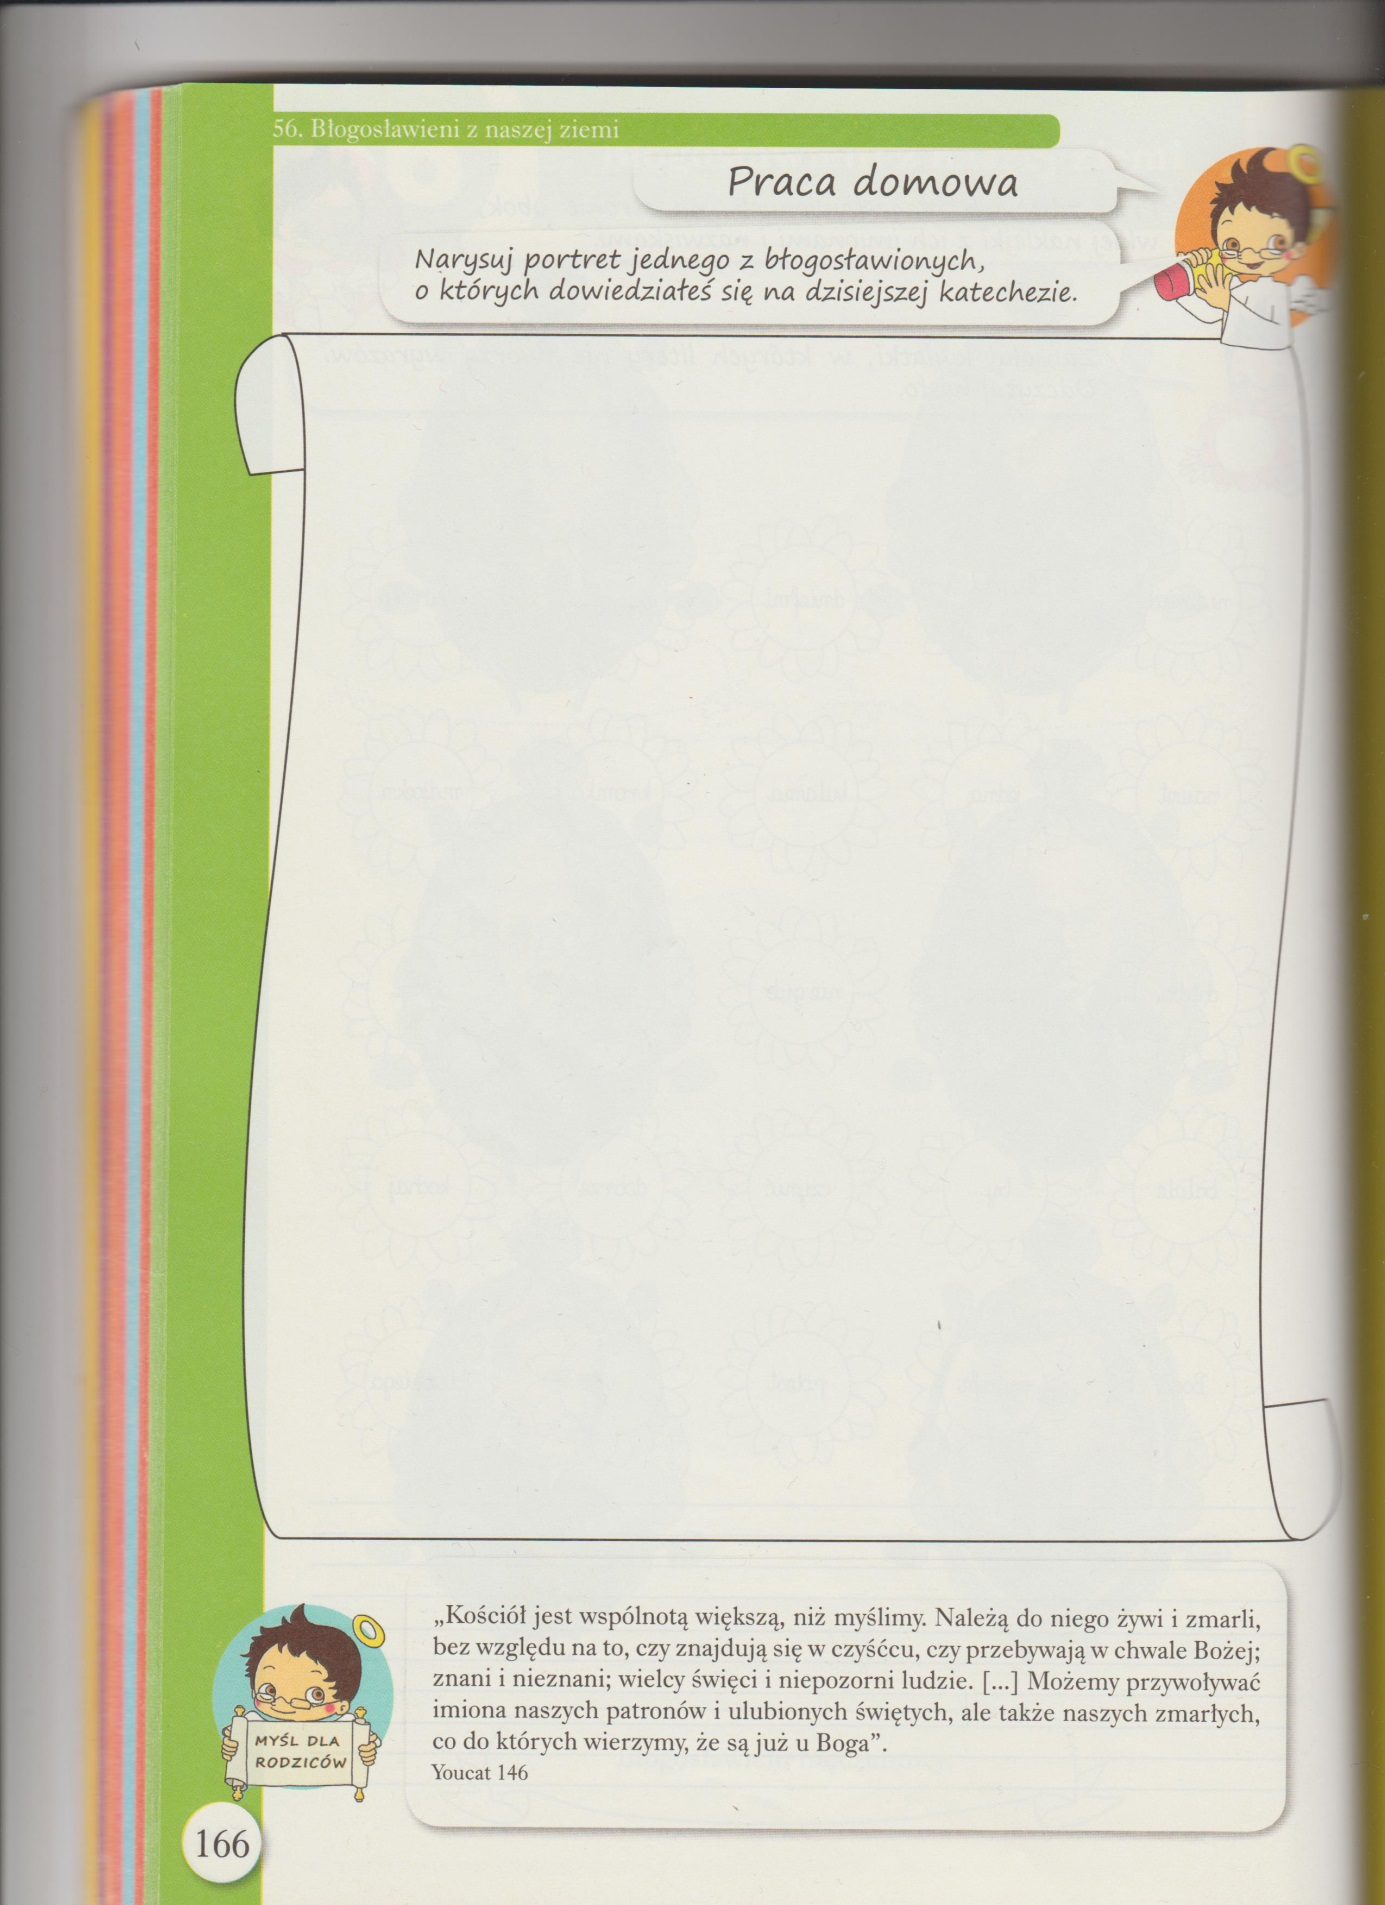 56. Błogosławieni z naszej ziemi
Praca domowa
Narysuj portret jednego z błogosławionych,
o których dowiedziałeś się na dzisiejszej katechezie.
„Kościół jest wspólnotą większą, niż myślimy. Należą do niego żywi i zmarli,
bez względu na to, czy znajdują się w czyśćcu, czy przebywają w chwale Bożej;
znani i nieznani; wielcy święci i niepozorni ludzie. [...] Możemy przywoływać
imiona naszych patronów i ulubionych świętych, ale także naszych zmarłych,
co do których wierzymy, że są już u Boga”.
Youcat 146
MYŚL DLA
RODZICÓW
166